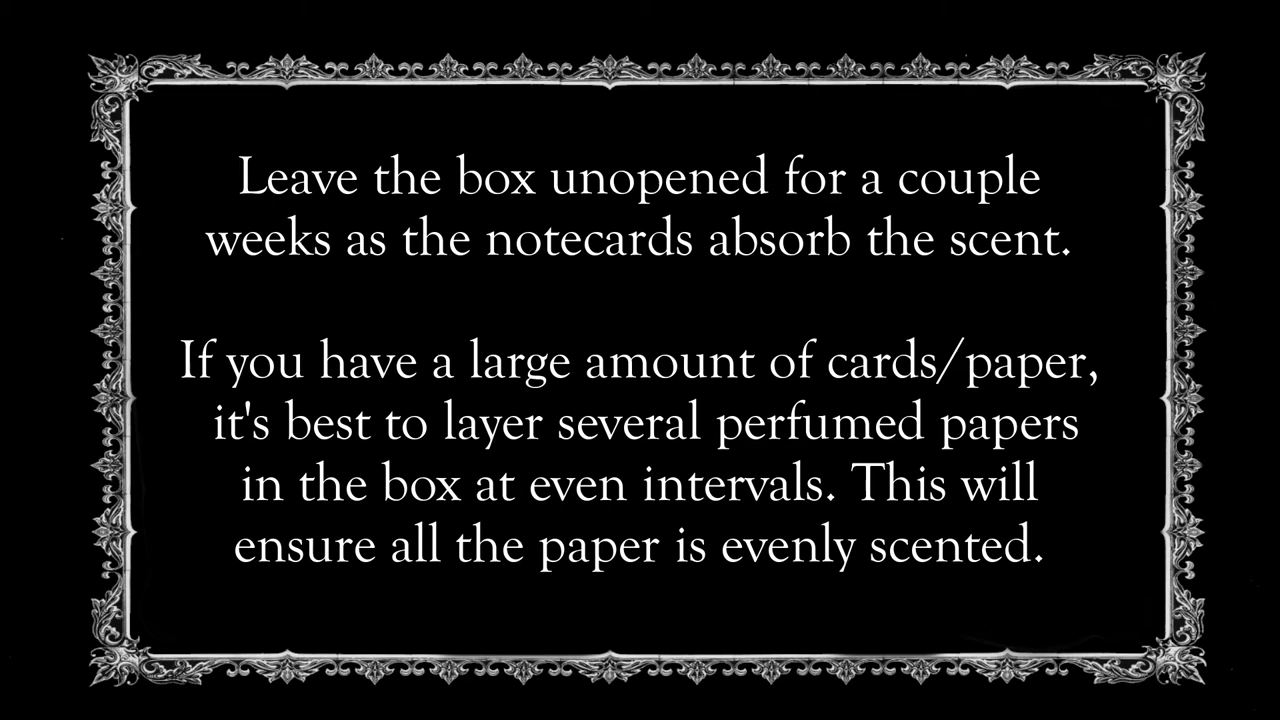 Leave the box unopened for a couple
weeks as the notecards absorb the scent.
If you have a large amount of cards/paper,
it's best to layer several perfumed papers
in the box at even intervals. This will
ensure all the paper is evenly scented.